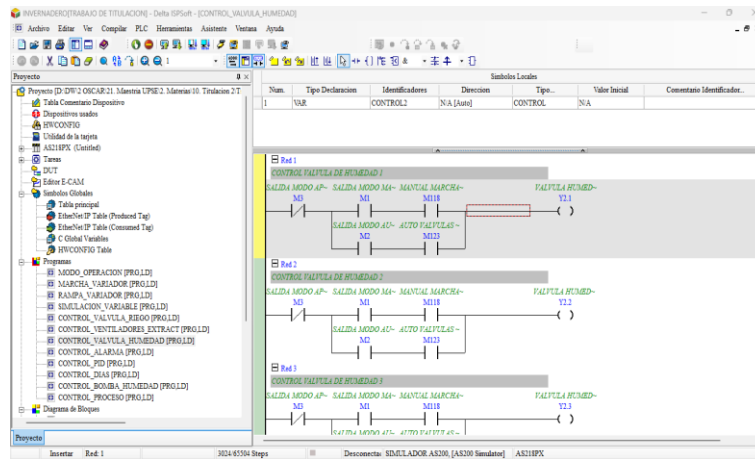 INVERNADERO[TRABAJO DE TITULACION] - Delta ISPSoft - [CONTROL_VALVULA_HUMEDAD]
Archivo Editar Ver Compilar PLC Herramientas Asistente Ventana Ayuda
Proyecto
Proyecto [D:\DW\2 OSCAR\21. Maestria UPSE\2. Materias\10. Titulacion 2\T
Tabla Comentario Dispositivo
Dispositivos usados
HWCONFIG
Utilidad de la tarjeta
AS218PX (Untitled)
Tareas
DUT
Editor E-CAM
Simbolos Globales
Tabla principal
EtherNet/IP Table (Produced Tag)
EtherNet/IP Table (Consumed Tag)
C Global Variables
HWCONFIG Table
Programas
MODO_OPERACION [PRG,LD]
MARCHA_VARIADOR [PRG,LD]
RAMPA_VARIADOR [PRG,LD]
SIMULACION_VARIABLE [PRG,LD]
CONTROL_VALVULA_RIEGO [PRG,LD]
CONTROL_VENTILADORES_EXTRACT [PRG,LD]
CONTROL_VALVULA_HUMEDAD [PRG,LD]
CONTROL_ALARMA [PRG,LD]
CONTROL_PID [PRG,LD]
CONTROL_DIAS [PRG,LD]
CONTROL_BOMBA_HUMEDAD [PRG,LD]
CONTROL_PROCESO [PRG,LD]
Diagrama de Bloques
Proyecto
Simbolos Locales
Num. Tipo Declaracion Identificadores Direccion Tipo... Valor Inicial Comentario Identificador...
1 VAR CONTROL2 N/A [Auto] CONTROL N/A
Red 1
CONTROL VALVULA DE HUMEDAD 1
SALIDA MODO AP~ SALIDA MODO MA~ MANUAL MARCHA~ VALVULA HUMED~
M3 M1 M118 Y2.1
SALIDA MODO AU~ AUTO VALVULAS ~
M2 M123
Red 2
CONTROL VALVULA DE HUMEDAD 2
SALIDA MODO AP~ SALIDA MODO MA~ MANUAL MARCHA~ VALVULA HUMED~
M3 M1 M118 Y2.2
SALIDA MODO AU~ AUTO VALVULAS ~
M2 M123
Red 3
CONTROL VALVULA DE HUMEDAD 3
SALIDA MODO AP~ SALIDA MODO MA~ MANUAL MARCHA~ VALVULA HUMED~
M3 M1 M118 Y2.3
SALIDA MODO AU~ AUTO VALVULAS ~
Insertar Red: 1 3024/65504 Steps Desconectac SIMULADOR AS200, [AS200 Simulator] AS218PX